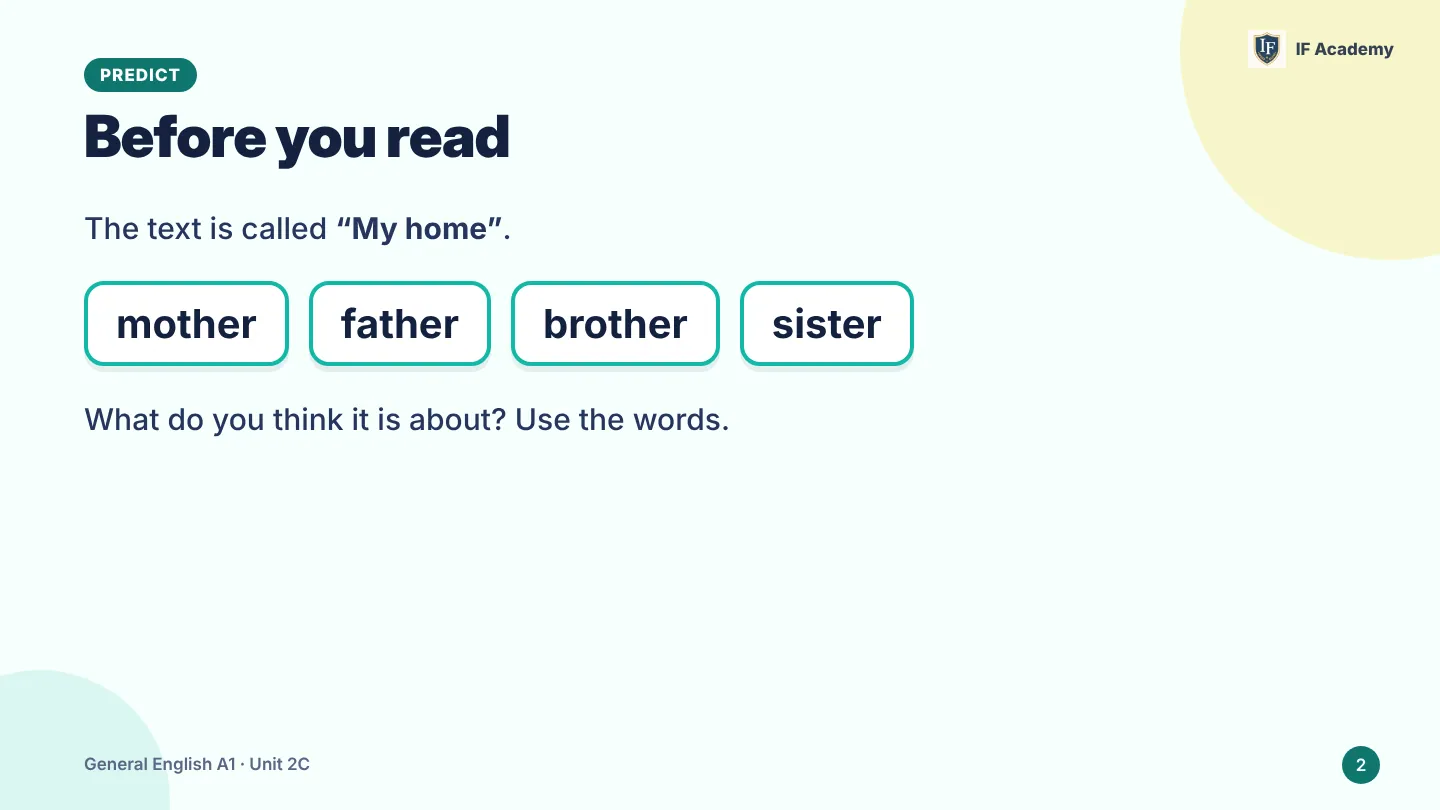 IF
IF Academy
PREDICT
Before you read
The text is called “My home”.
mother father brother sister
What do you think it is about? Use the words.
General English A1 · Unit 2C
2